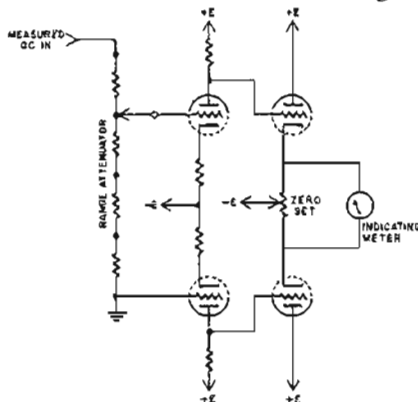 +E
+E
MEASURED
DC IN
RANGE ATTENUATOR
-E
-E
ZERO
SET
INDICATING
METER
+E
+E